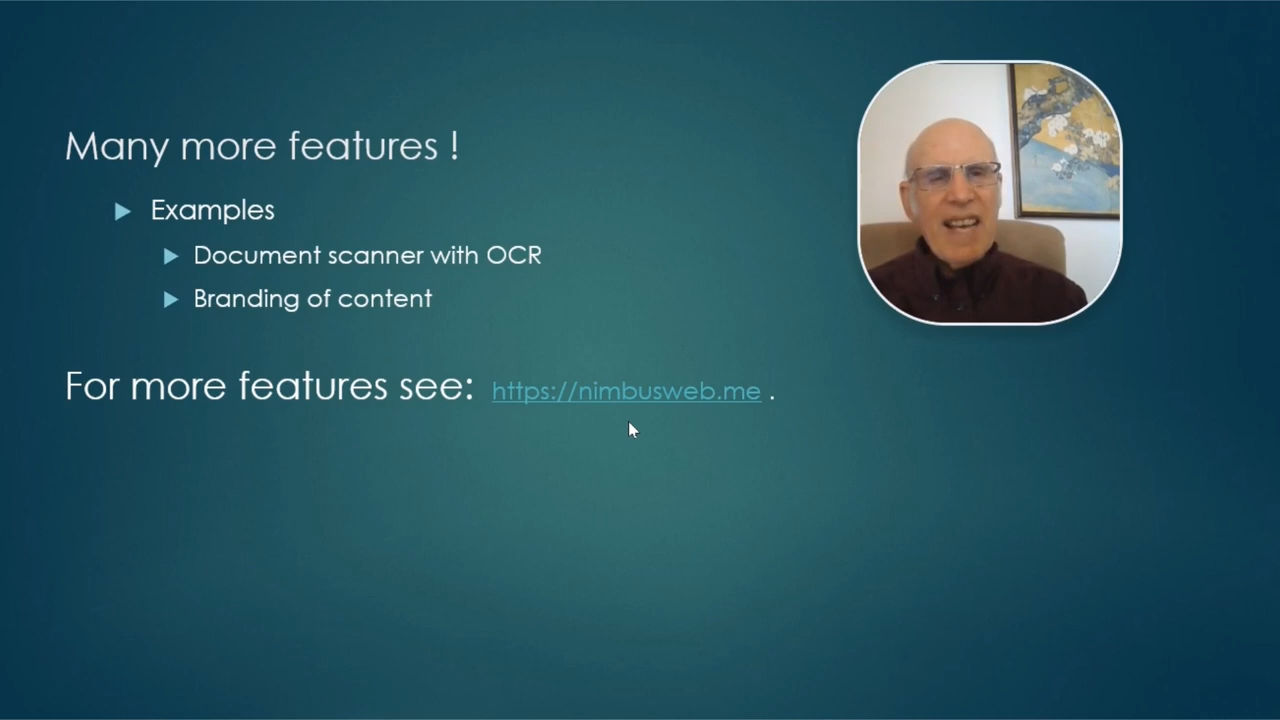 Many more features !
Examples
Document scanner with OCR
Branding of content
For more features see: https://nimbusweb.me .